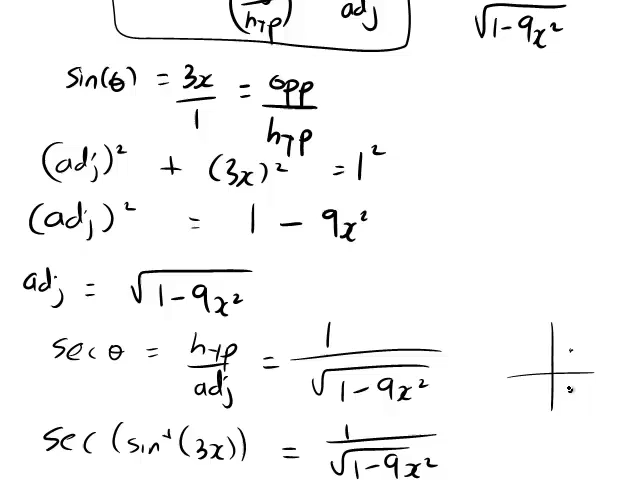 (hyp) adj √1-9x²
sin(θ) = 3x/1 = opp/hyp
(adj)² + (3x)² = 1²
(adj)² = 1 - 9x²
adj = √1-9x²
sec θ = hyp/adj = 1/√1-9x²
sec(sin⁻¹(3x)) = 1/√1-9x²